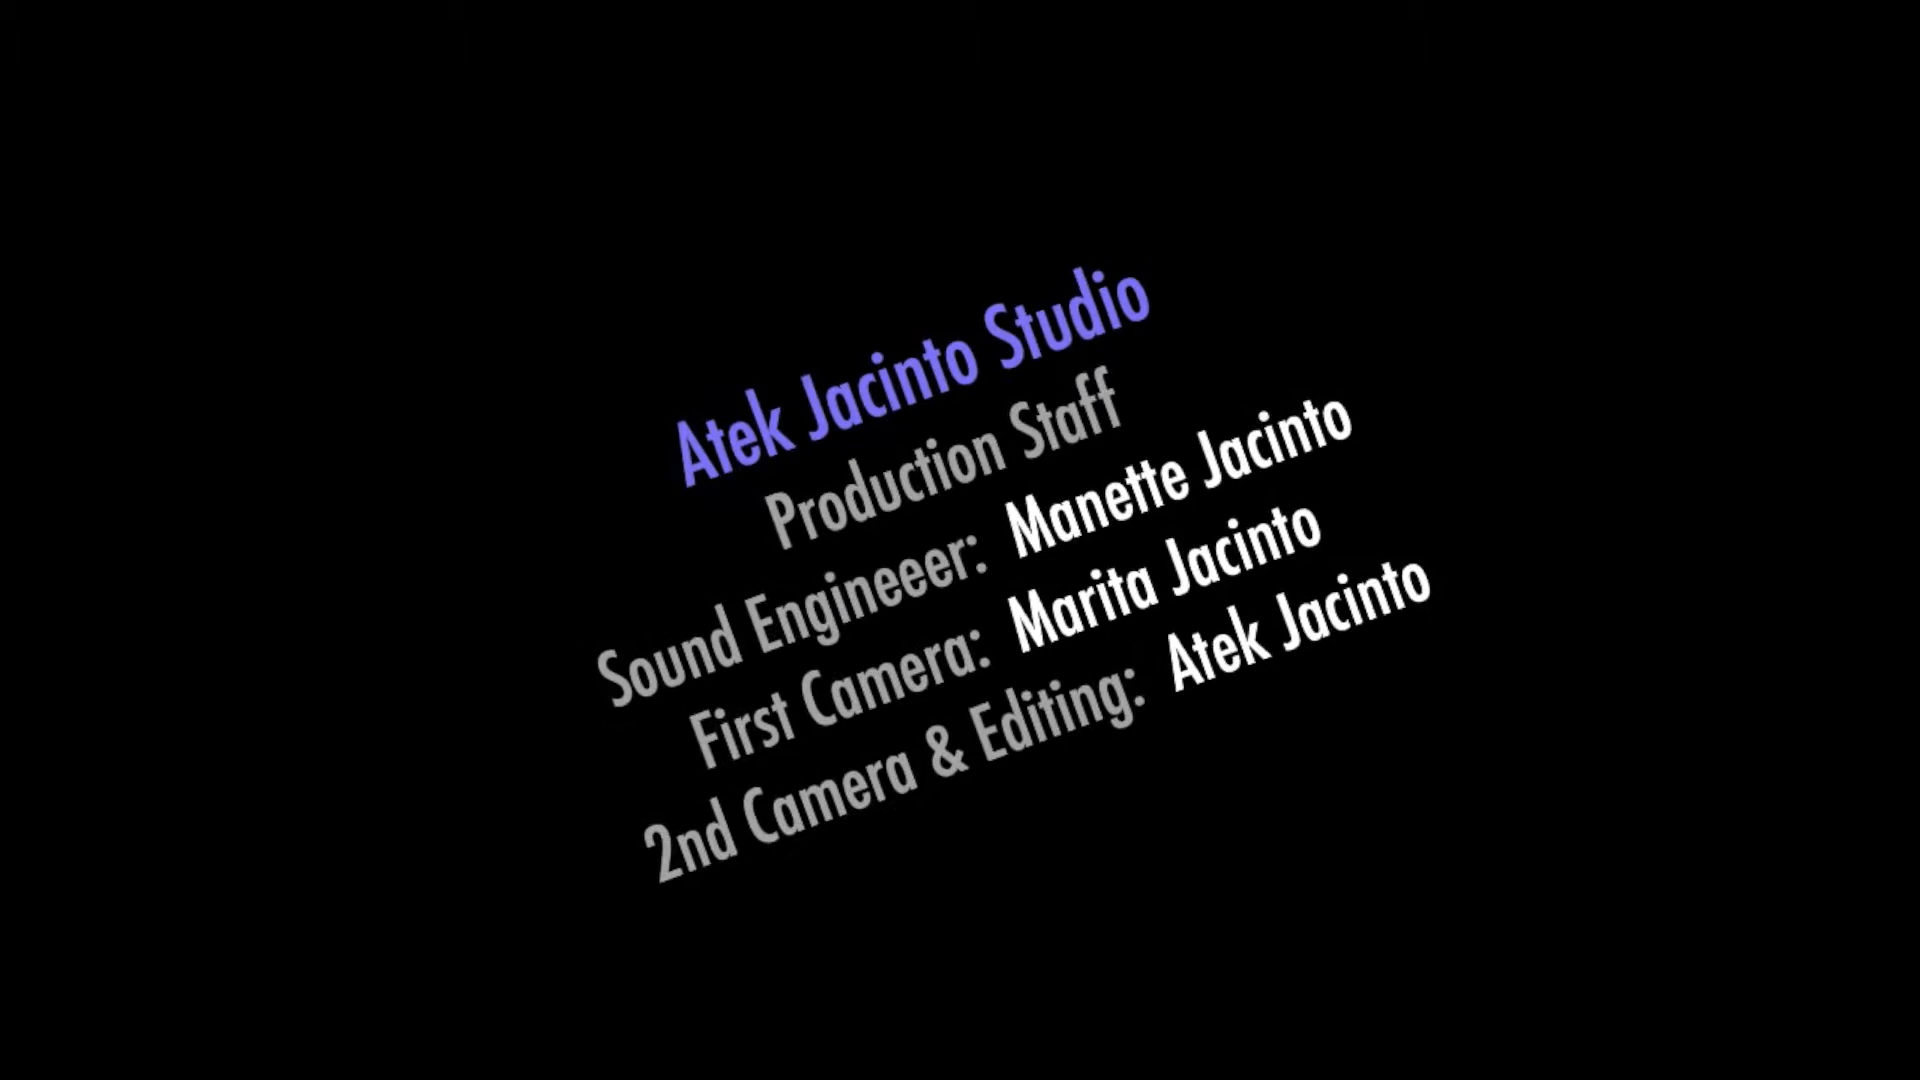 Atek Jacinto Studio
Production Staff
Sound Engineeer: Manette Jacinto
First Camera: Marita Jacinto
2nd Camera & Editing: Atek Jacinto